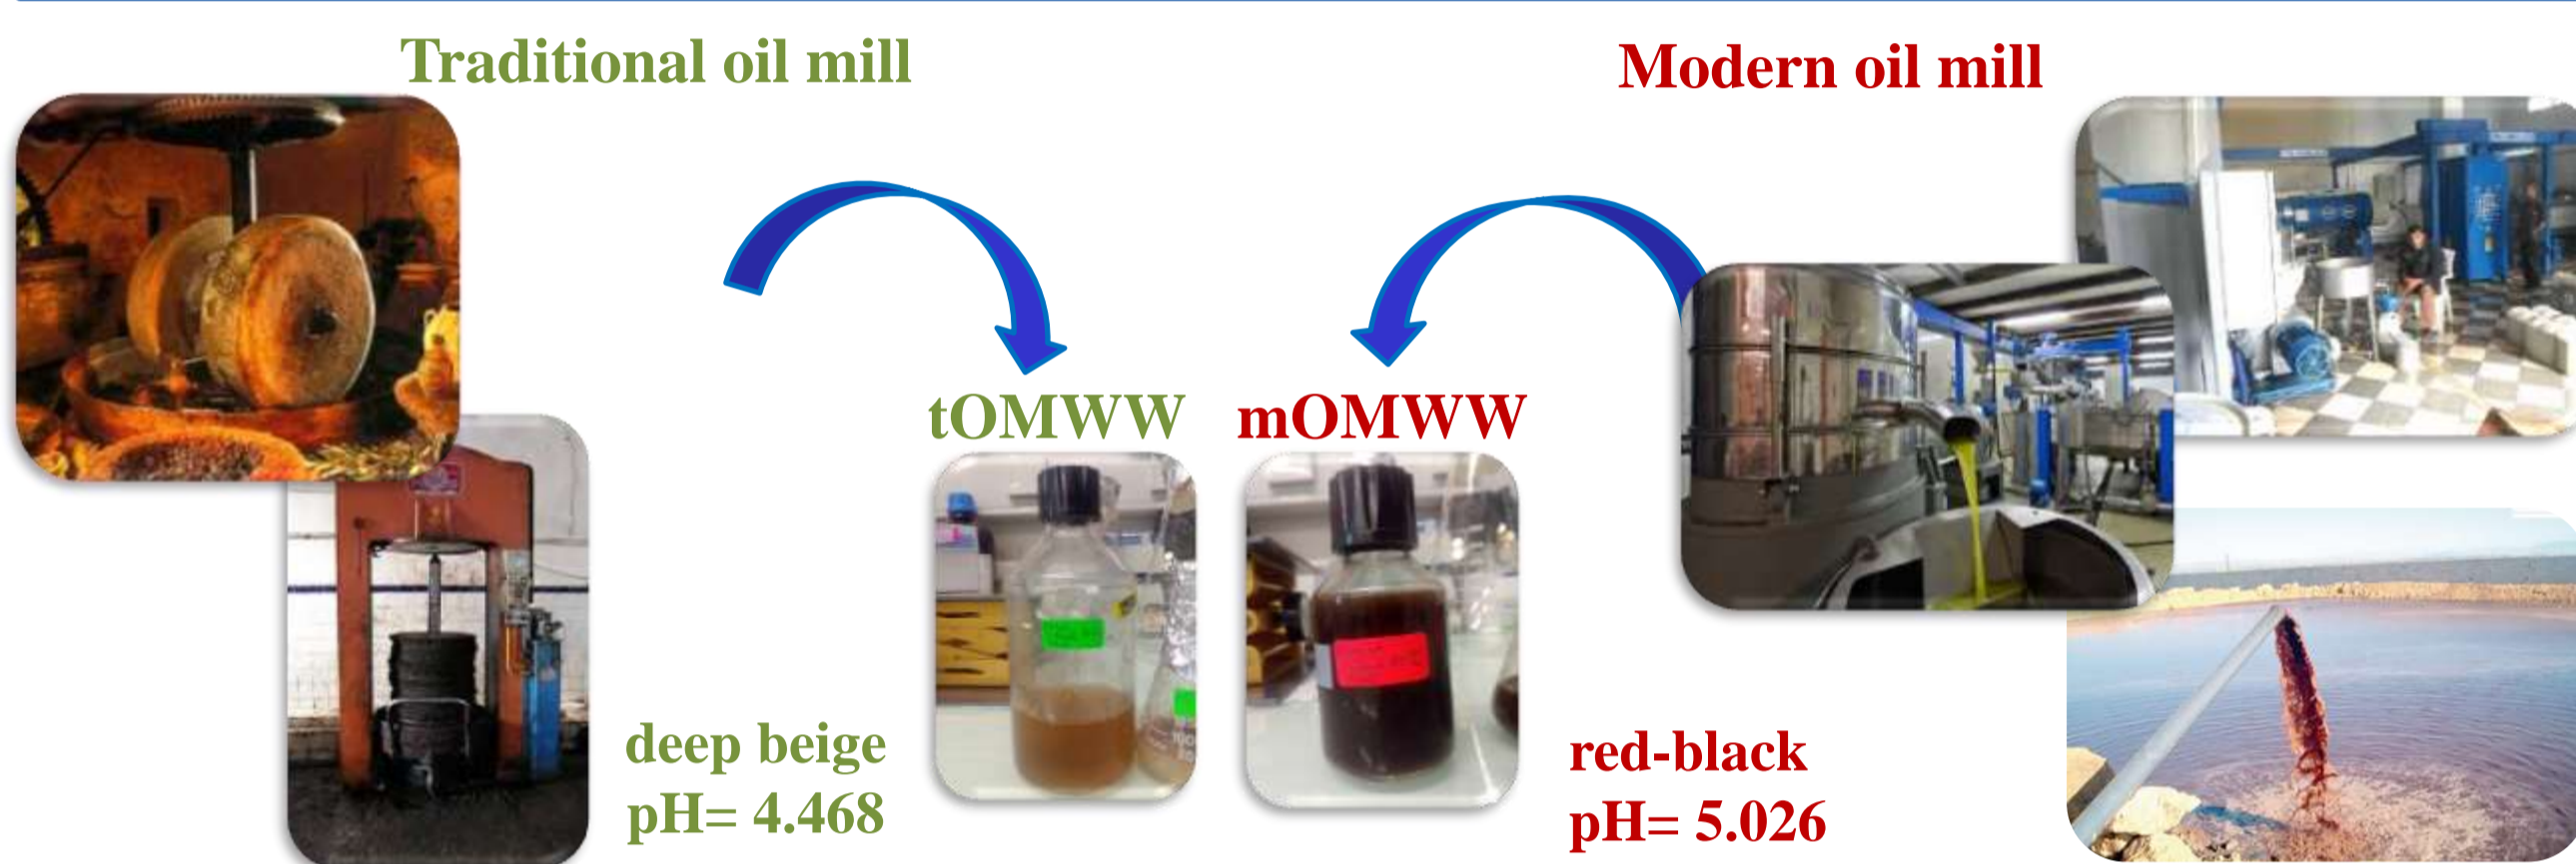 Traditional oil mill
Modern oil mill
tOMWW
mOMWW
deep beige
pH= 4.468
red-black
pH= 5.026